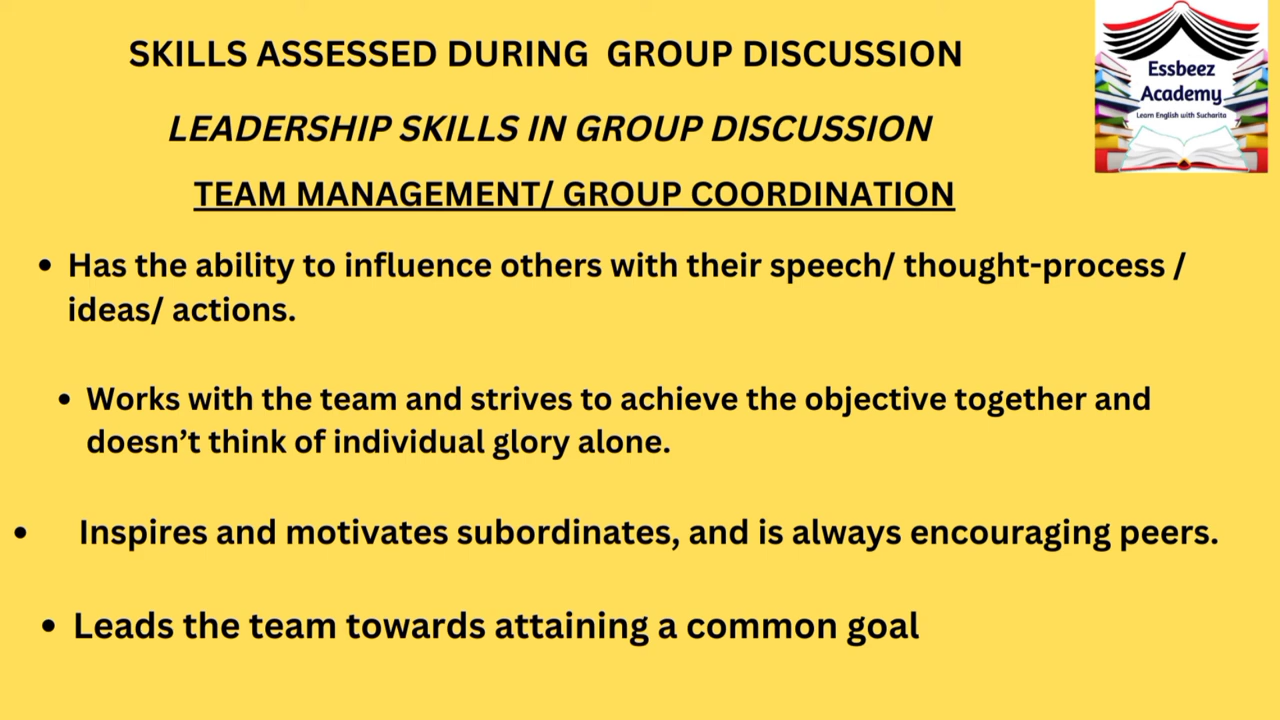 SKILLS ASSESSED DURING GROUP DISCUSSION
Essbeez
Academy
Learn English with Sucharita
LEADERSHIP SKILLS IN GROUP DISCUSSION
TEAM MANAGEMENT/ GROUP COORDINATION
• Has the ability to influence others with their speech/ thought-process /
ideas/ actions.
• Works with the team and strives to achieve the objective together and
doesn’t think of individual glory alone.
• Inspires and motivates subordinates, and is always encouraging peers.
• Leads the team towards attaining a common goal